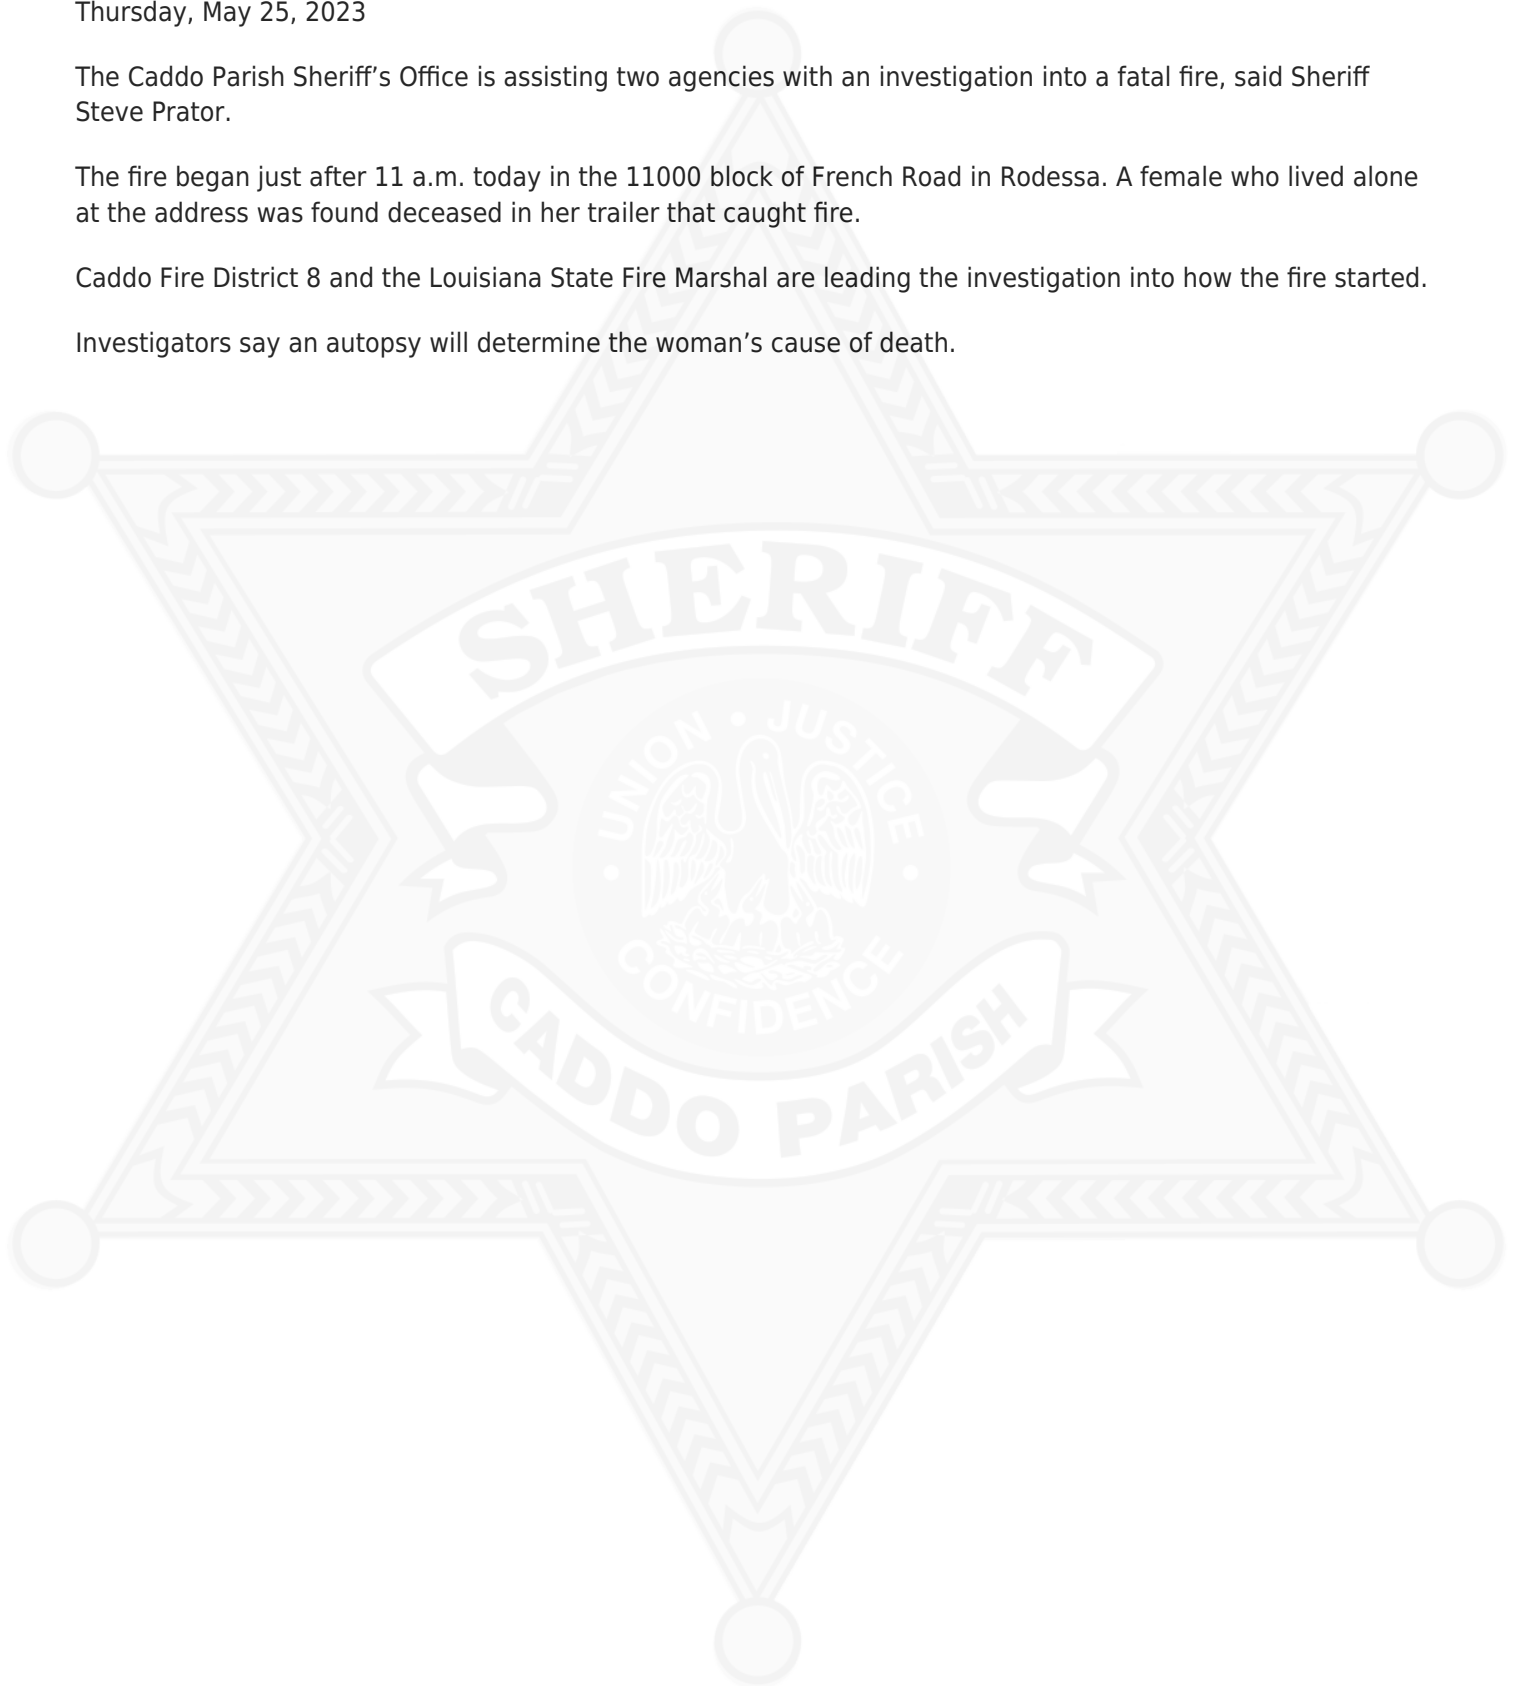 Thursday, May 25, 2023
The Caddo Parish Sheriff’s Office is assisting two agencies with an investigation into a fatal fire, said Sheriff
Steve Prator.
The fire began just after 11 a.m. today in the 11000 block of French Road in Rodessa. A female who lived alone
at the address was found deceased in her trailer that caught fire.
Caddo Fire District 8 and the Louisiana State Fire Marshal are leading the investigation into how the fire started.
Investigators say an autopsy will determine the woman’s cause of death.
SHERIFF
UNION • JUSTICE
• CONFIDENCE •
CADDO PARISH